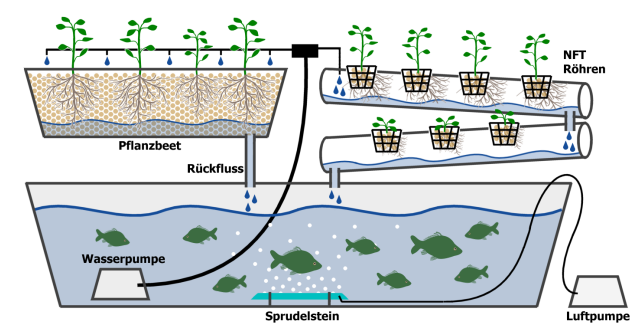 NFT
Röhren
Pflanzbeet
Rückfluss
Wasserpumpe
Sprudelstein
Luftpumpe